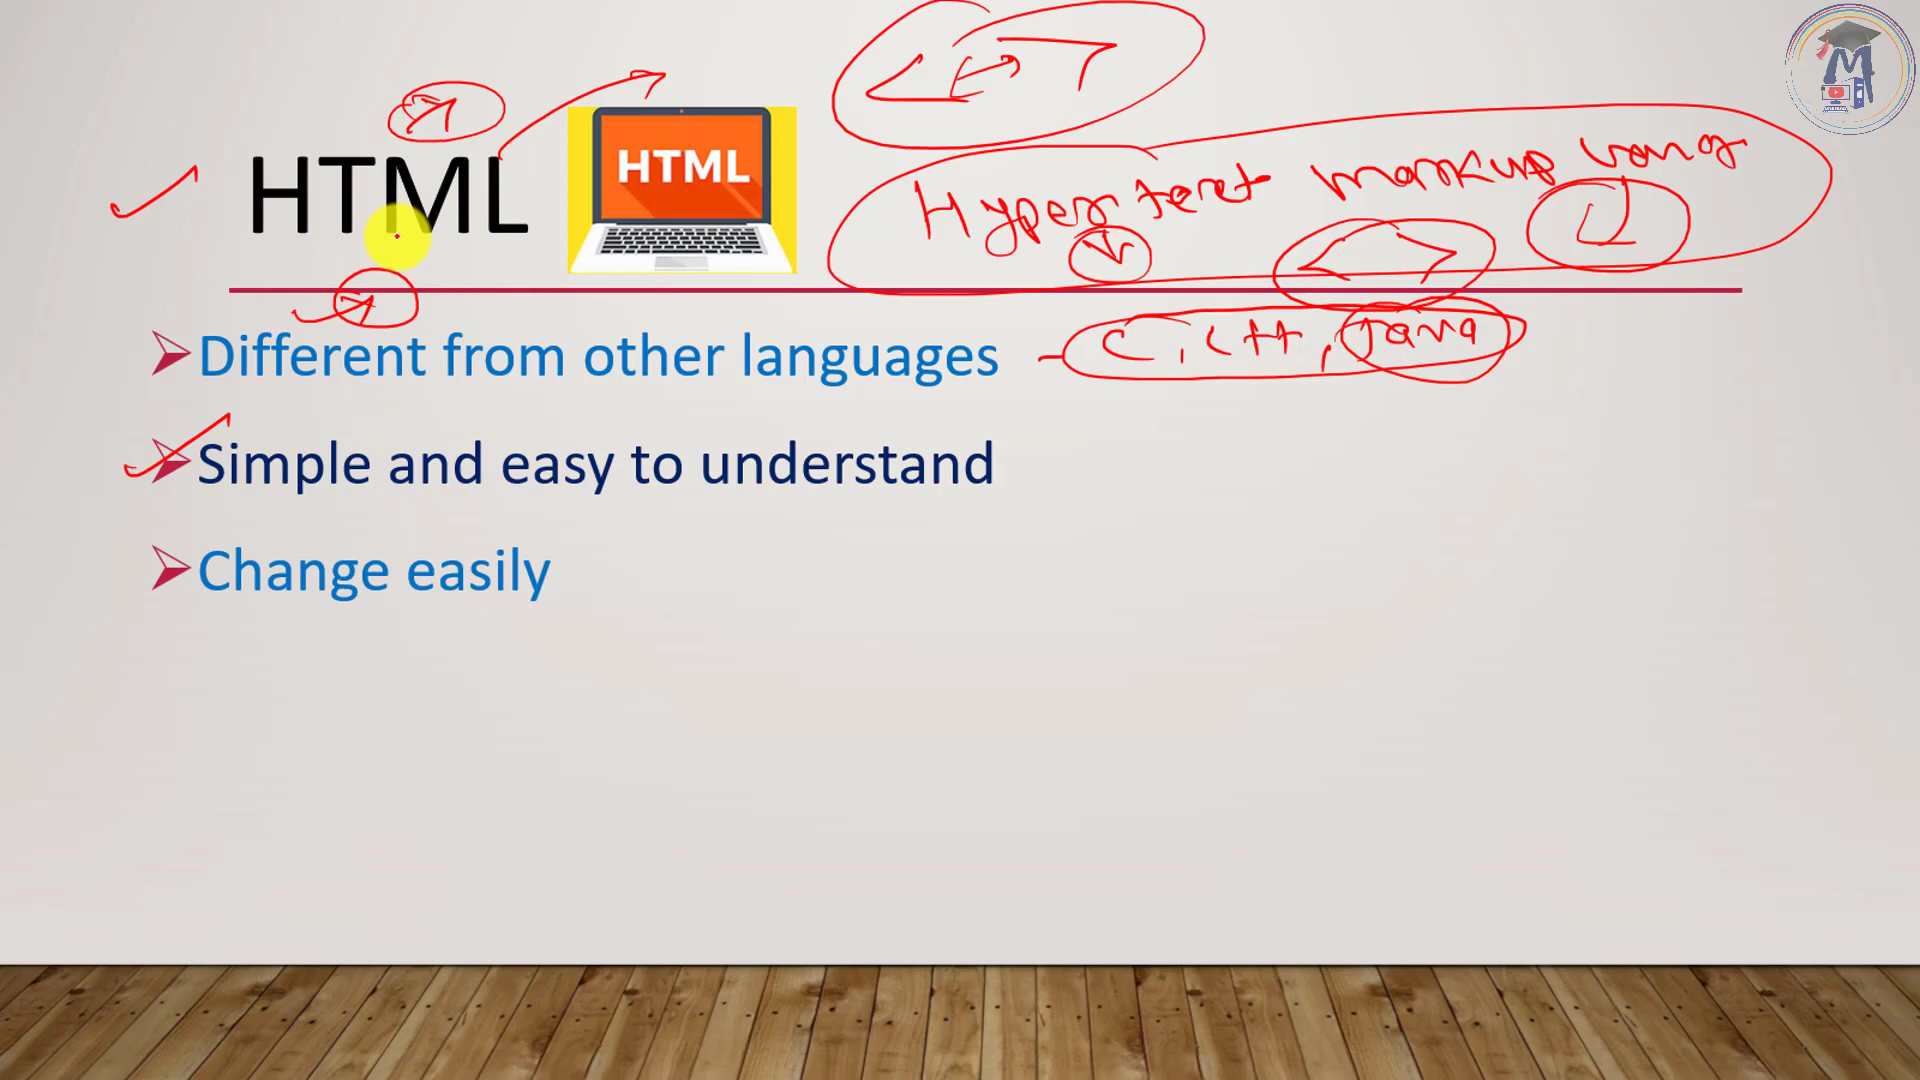 HTML
HTML
Hyper text markup lang
Different from other languages - C, C++, Java
Simple and easy to understand
Change easily